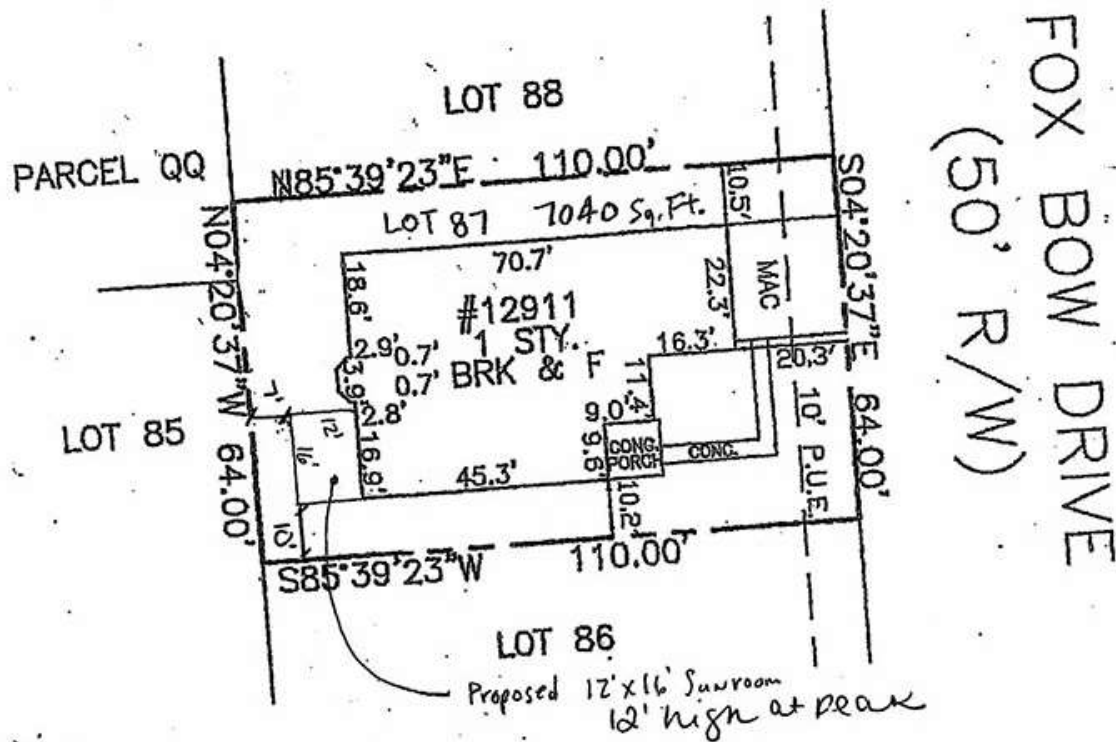 FOX BOW DRIVE
(50' R/W)
LOT 88
PARCEL QQ
N85°39'23"E 110.00'
LOT 87 7040 Sq. Ft.
10.5'
S04°20'37"E 64.00'
N04°20'37"W 64.00'
70.7'
18.6'
22.3'
MAC
#12911
1 STY.
BRK & F
2.9'
0.7'
3.9'
0.7'
2.8'
16.3'
11.4'
20.3'
7'
12'
16'
16.9'
9.0'
9.6'
CONC.
PORCH
CONC.
10' P.U.E.
LOT 85
45.3'
10.2'
10'
S85°39'23"W 110.00'
LOT 86
Proposed 12'x16' Sunroom
12' high at peak